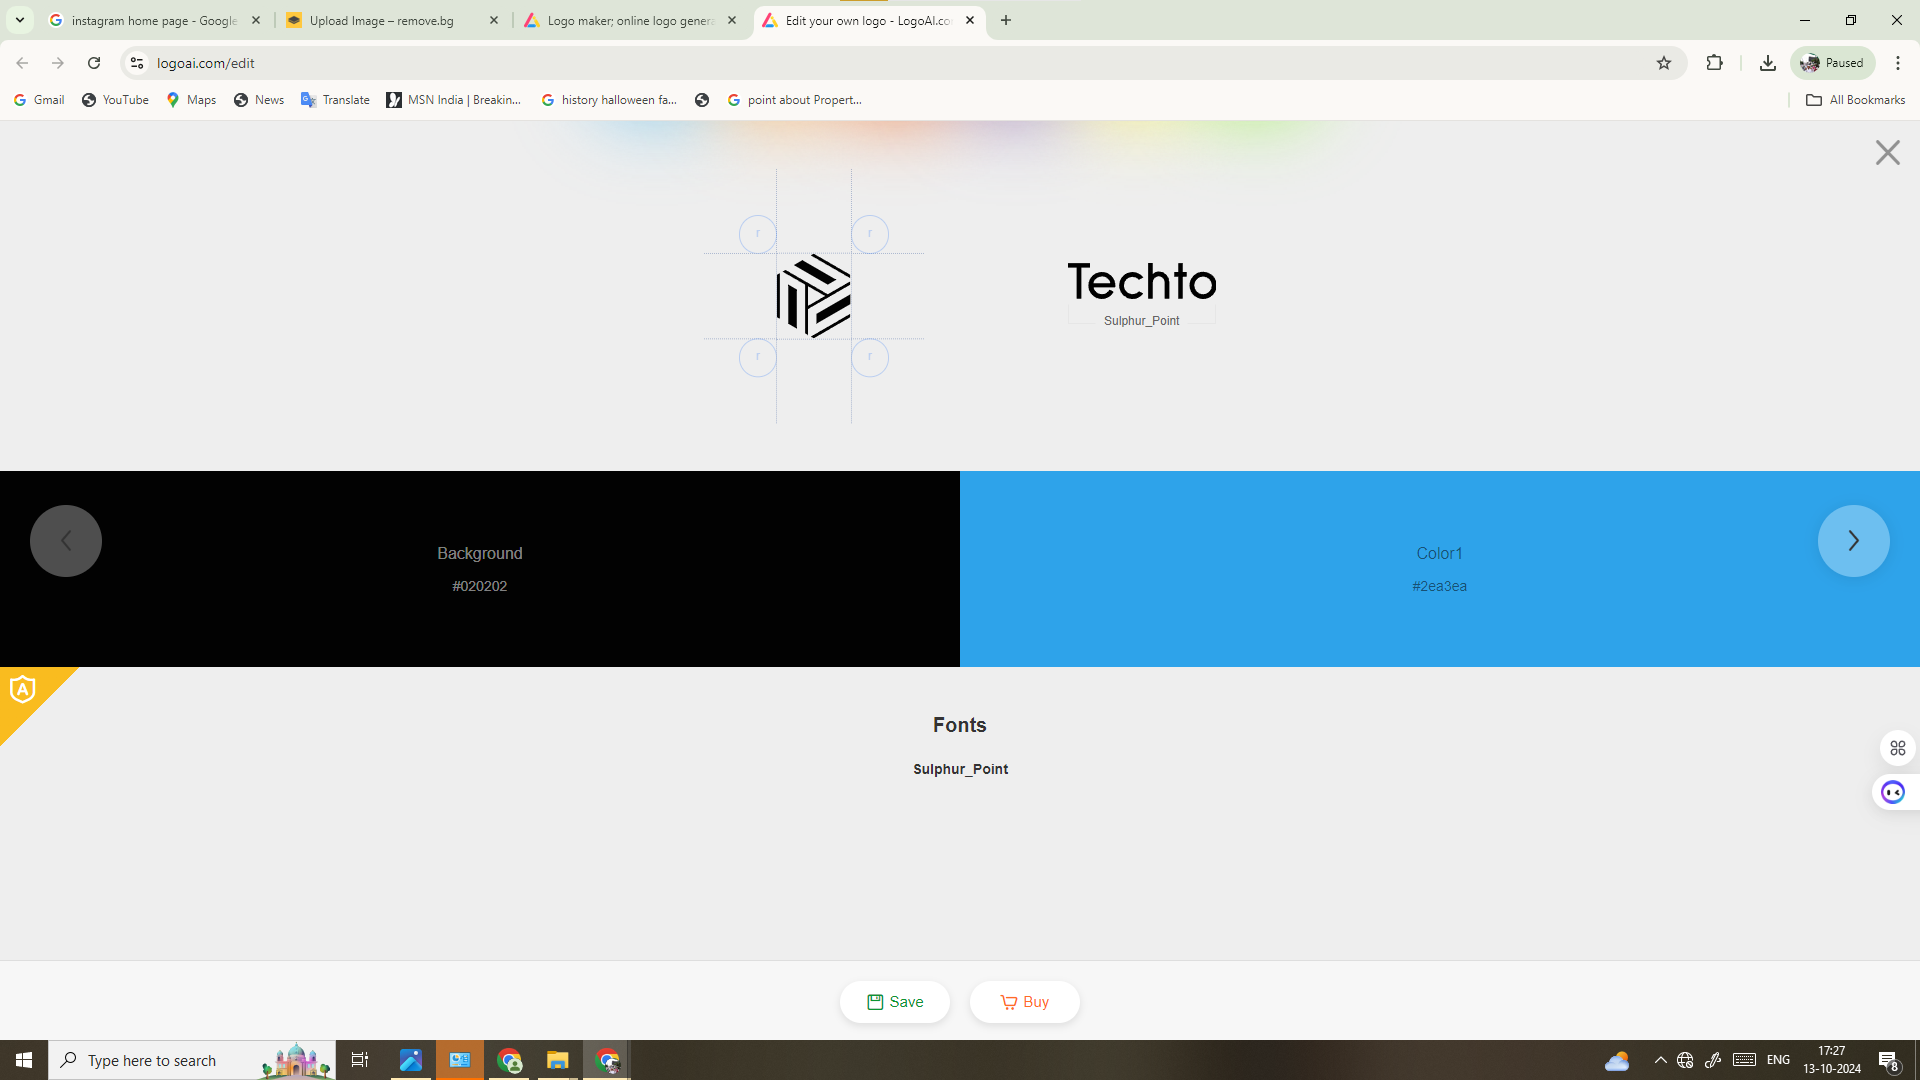 instagram home page - Google
Upload Image – remove.bg
Logo maker; online logo genera
Edit your own logo - LogoAI.co
logoai.com/edit
Paused
Gmail
YouTube
Maps
News
Translate
MSN India | Breakin...
history halloween fa...
point about Propert...
All Bookmarks
r
r
Techto
Sulphur_Point
r
r
Background
#020202
Color1
#2ea3ea
A
Fonts
Sulphur_Point
Save
Buy
Type here to search
ENG
17:27
13-10-2024
8